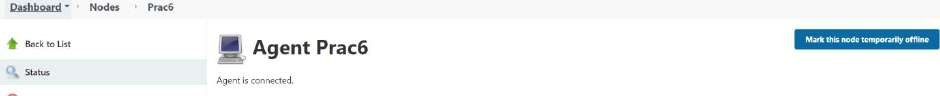 Dashboard Nodes Prac6
Back to List
Agent Prac6
Mark this node temporarily offline
Status
Agent is connected.